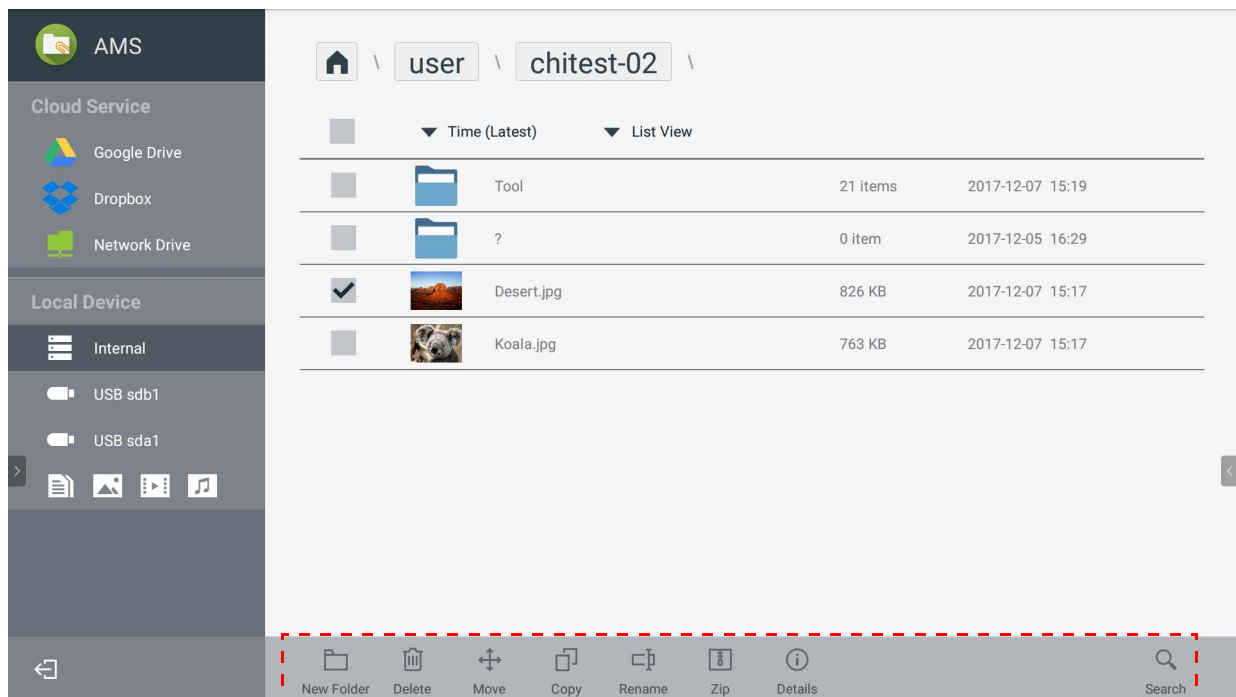 AMS
Cloud Service
Google Drive
Dropbox
Network Drive
Local Device
Internal
USB sdb1
USB sda1
\ user \ chitest-02 \
Time (Latest) List View
Tool 21 items 2017-12-07 15:19
? 0 item 2017-12-05 16:29
Desert.jpg 826 KB 2017-12-07 15:17
Koala.jpg 763 KB 2017-12-07 15:17
New Folder Delete Move Copy Rename Zip Details Search